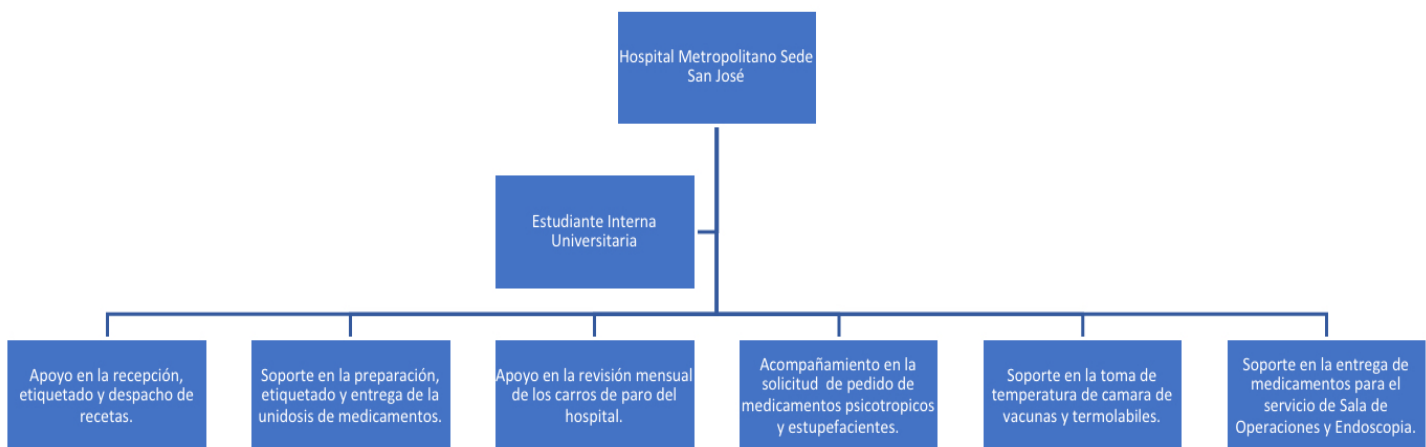 Hospital Metropolitano Sede
San José
Estudiante Interna
Universitaria
Apoyo en la recepción,
etiquetado y despacho de
recetas.
Soporte en la preparación,
etiquetado y entrega de la
unidosis de medicamentos.
Apoyo en la revisión mensual
de los carros de paro del
hospital.
Acompañamiento en la
solicitud de pedido de
medicamentos psicotropicos
y estupefacientes.
Soporte en la toma de
temperatura de camara de
vacunas y termolabiles.
Soporte en la entrega de
medicamentos para el
servicio de Sala de
Operaciones y Endoscopia.